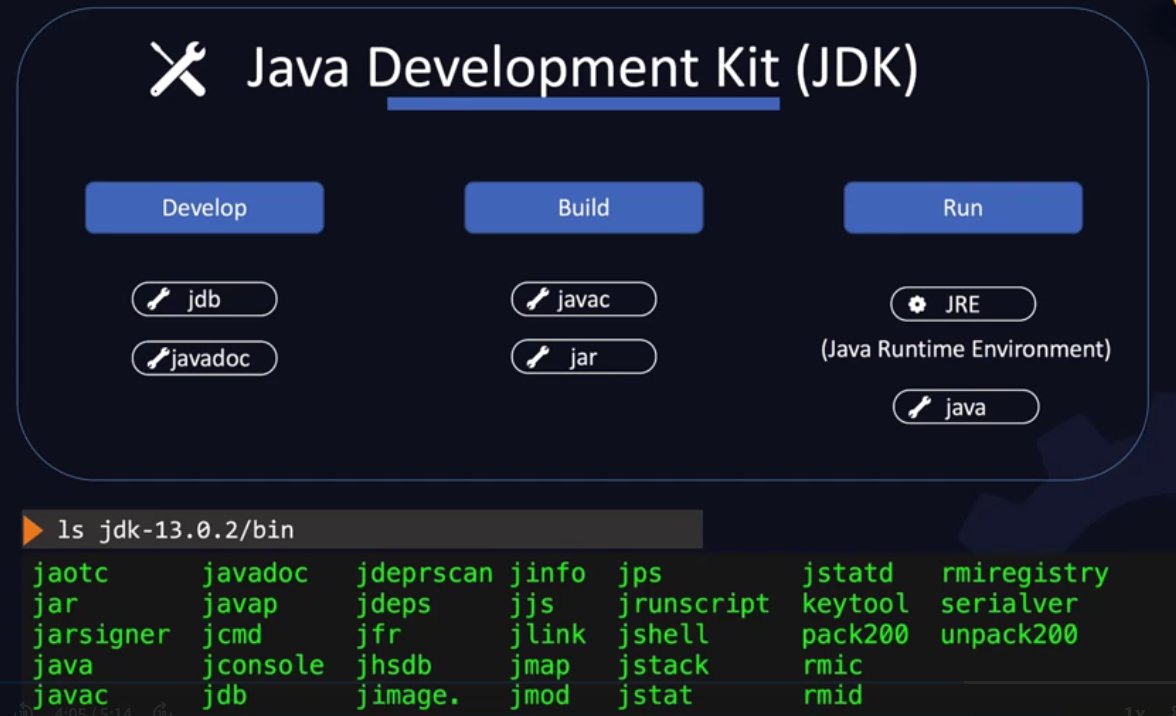 Java Development Kit (JDK)
Develop
Build
Run
jdb
javac
JRE
javadoc
jar
(Java Runtime Environment)
java
ls jdk-13.0.2/bin
jaotc javadoc jdeprscan jinfo jps jstatd rmiregistry
jar javap jdeps jjs jrunscript keytool serialver
jarsigner jcmd jfr jlink jshell pack200 unpack200
java jconsole jhsdb jmap jstack rmic
javac jdb jimage. jmod jstat rmid
4:05 / 5:14
1x